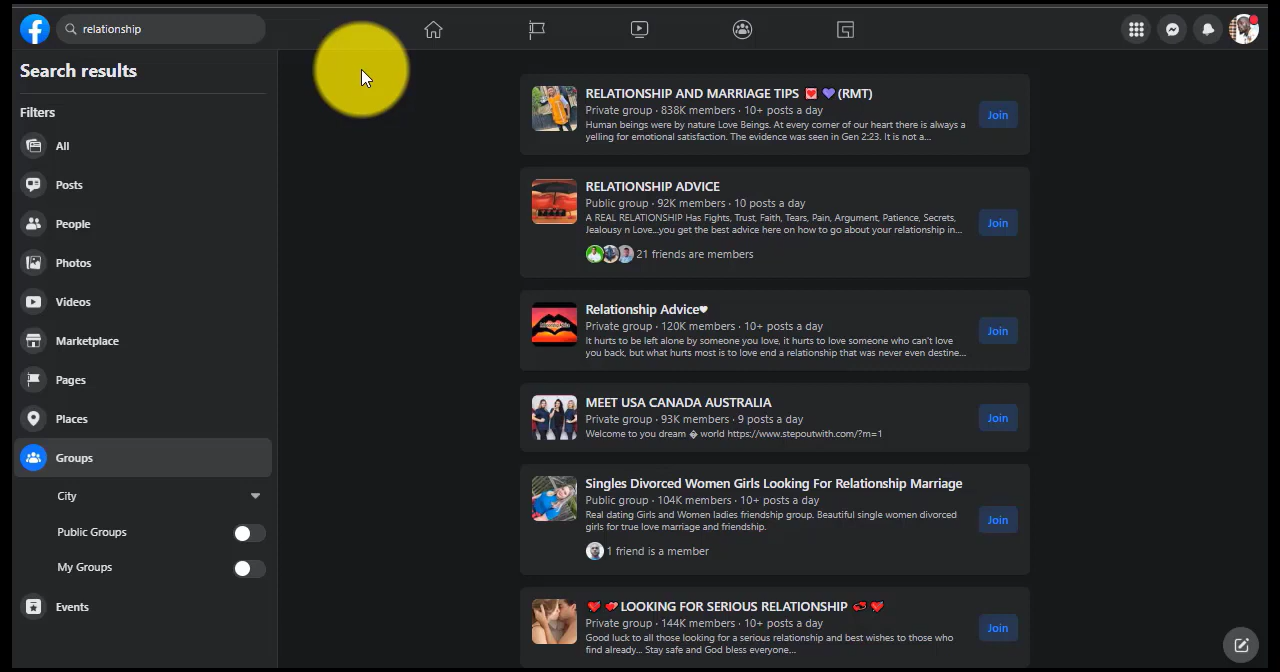 relationship
Search results
Filters
All
Posts
People
Photos
Videos
Marketplace
Pages
Places
Groups
City
Public Groups
My Groups
Events
RELATIONSHIP AND MARRIAGE TIPS 💌 💜 (RMT)
Private group · 838K members · 10+ posts a day
Human beings were by nature Love Beings. At every corner of our heart there is always a
yelling for emotional satisfaction. The evidence was seen in Gen 2:23. It is not a...
Join
RELATIONSHIP ADVICE
Public group · 92K members · 10 posts a day
A REAL RELATIONSHIP Has Fights, Trust, Faith, Tears, Pain, Argument, Patience, Secrets,
Jealousy n Love...you get the best advice here on how to go about your relationship in...
21 friends are members
Join
Relationship Advice♥
Private group · 120K members · 10+ posts a day
It hurts to be left alone by someone you love, it hurts to love someone who can't love
you back, but what hurts most is to love end a relationship that was never even destine...
Join
MEET USA CANADA AUSTRALIA
Private group · 93K members · 9 posts a day
Welcome to you dream � world https://www.stepoutwith.com/?m=1
Join
Singles Divorced Women Girls Looking For Relationship Marriage
Public group · 104K members · 10+ posts a day
Real dating Girls and Women ladies friendship group. Beautiful single women divorced
girls for true love marriage and friendship.
1 friend is a member
Join
LOOKING FOR SERIOUS RELATIONSHIP
Private group · 144K members · 10+ posts a day
Good luck to all those looking for a serious relationship and best wishes to those who
find already... Stay safe and God bless everyone...
Join